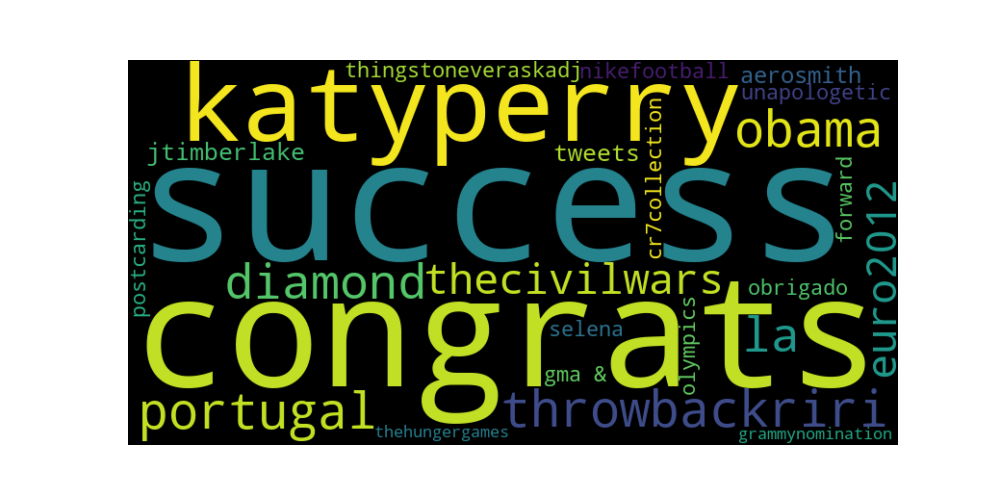 thingstoneveraskadj
nikefootball
aerosmith
katyperry
unapologetic
obama
jtimberlake
tweets
cr7collection
forward
success
postcarding
euro2012
diamond
thecivilwars
obrigado
congrats
selena
olympics
la
gma &
portugal
throwbackriri
thehungergames
grammynomination